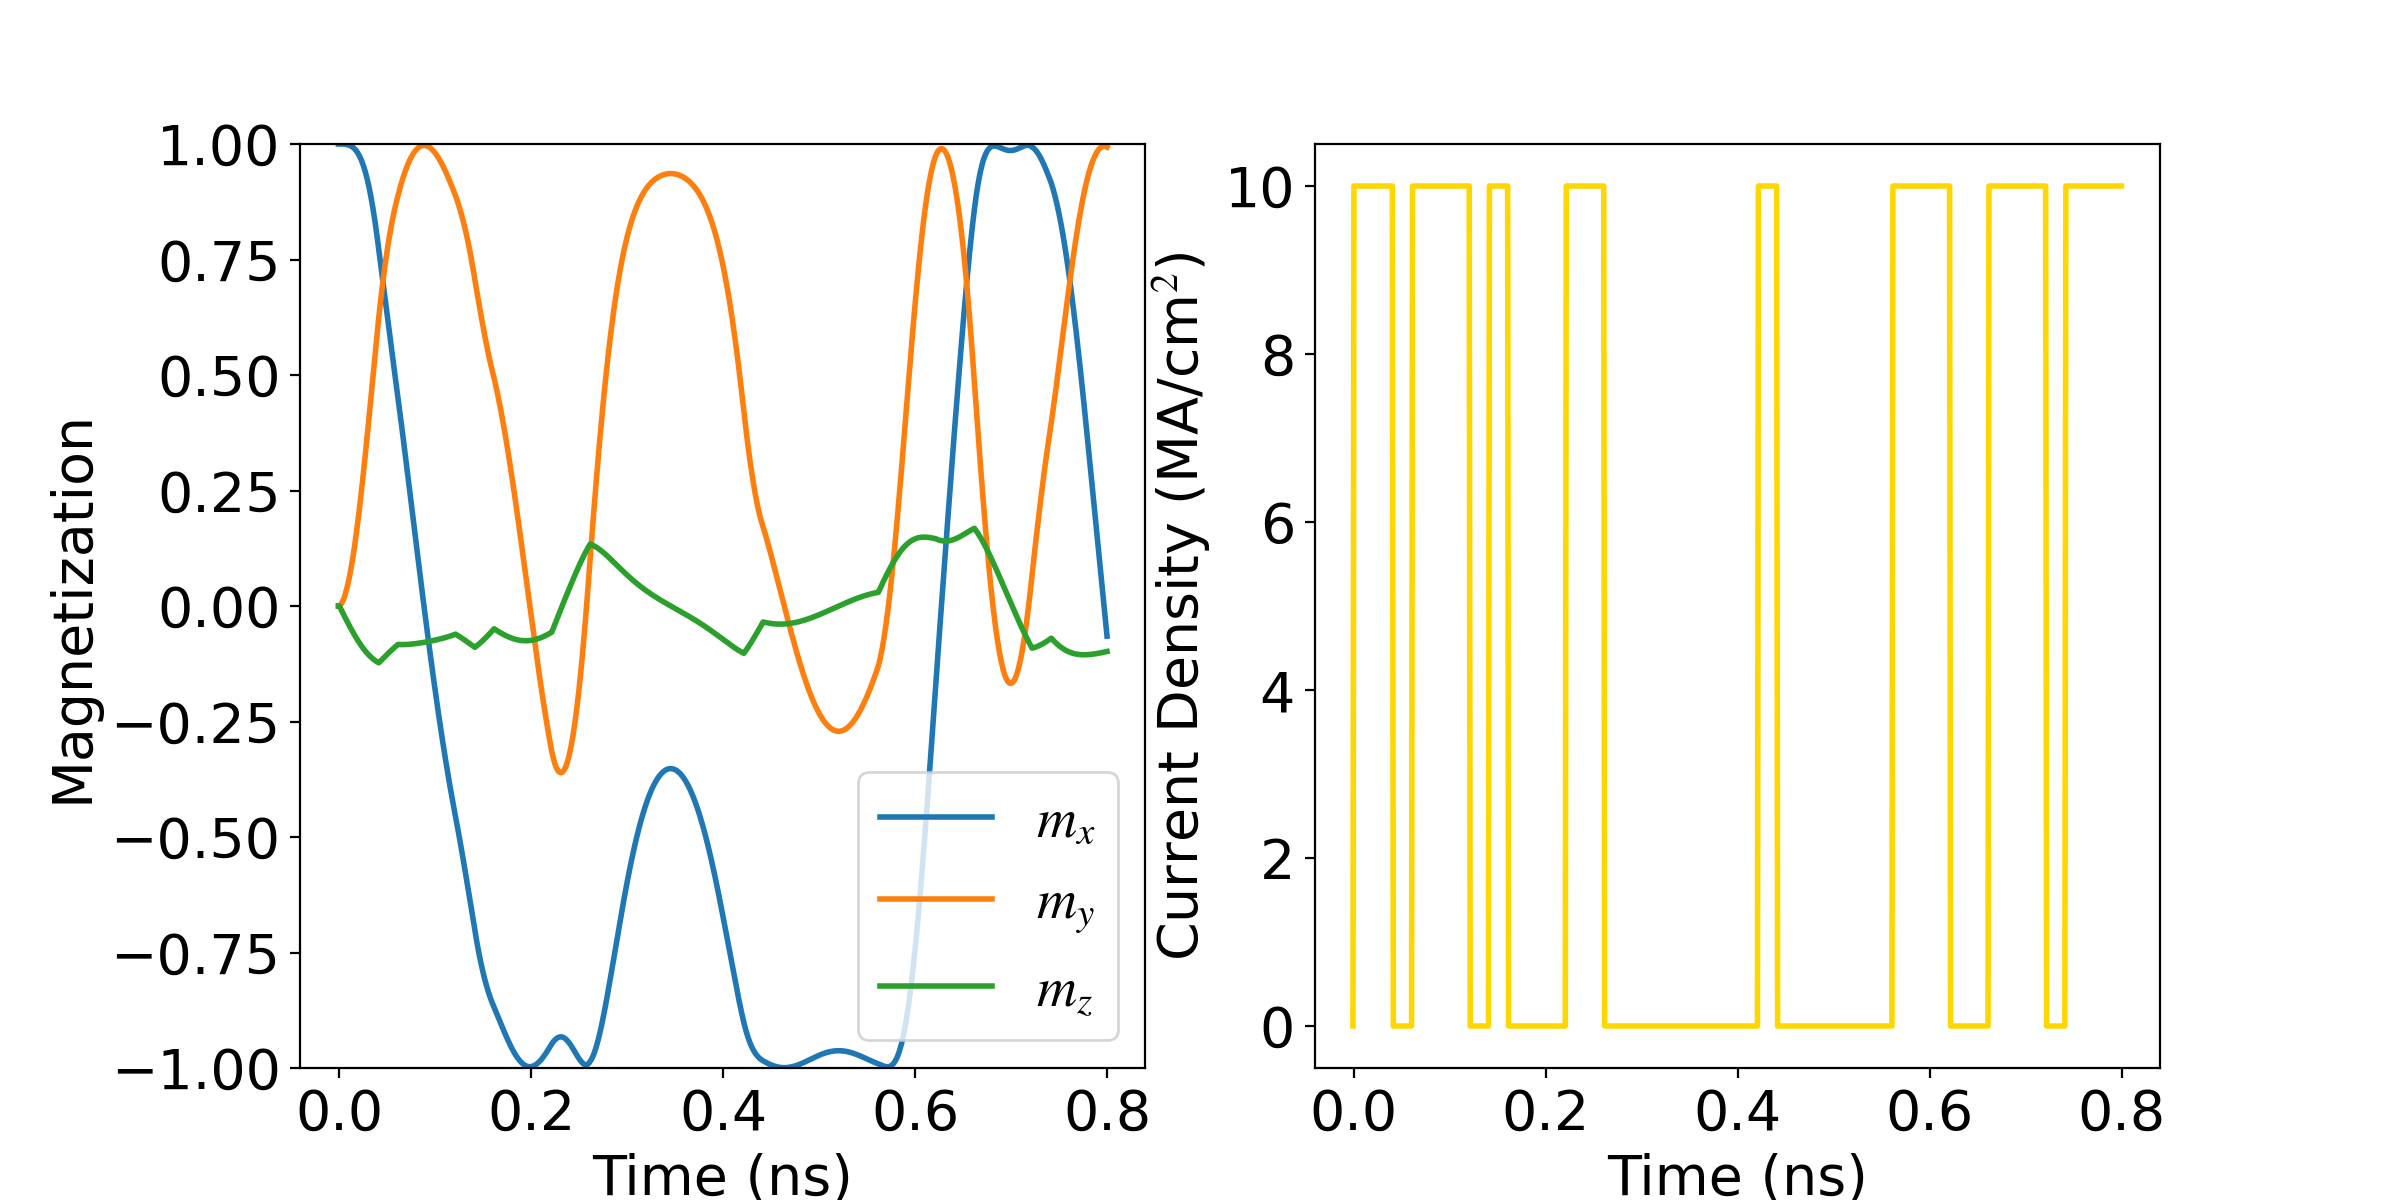 Magnetization
1.00
0.75
0.50
0.25
0.00
−0.25
−0.50
−0.75
−1.00
0.0 0.2 0.4 0.6 0.8
Time (ns)
m_x
m_y
m_z
Current Density (MA/cm²)
10
8
6
4
2
0
0.0 0.2 0.4 0.6 0.8
Time (ns)